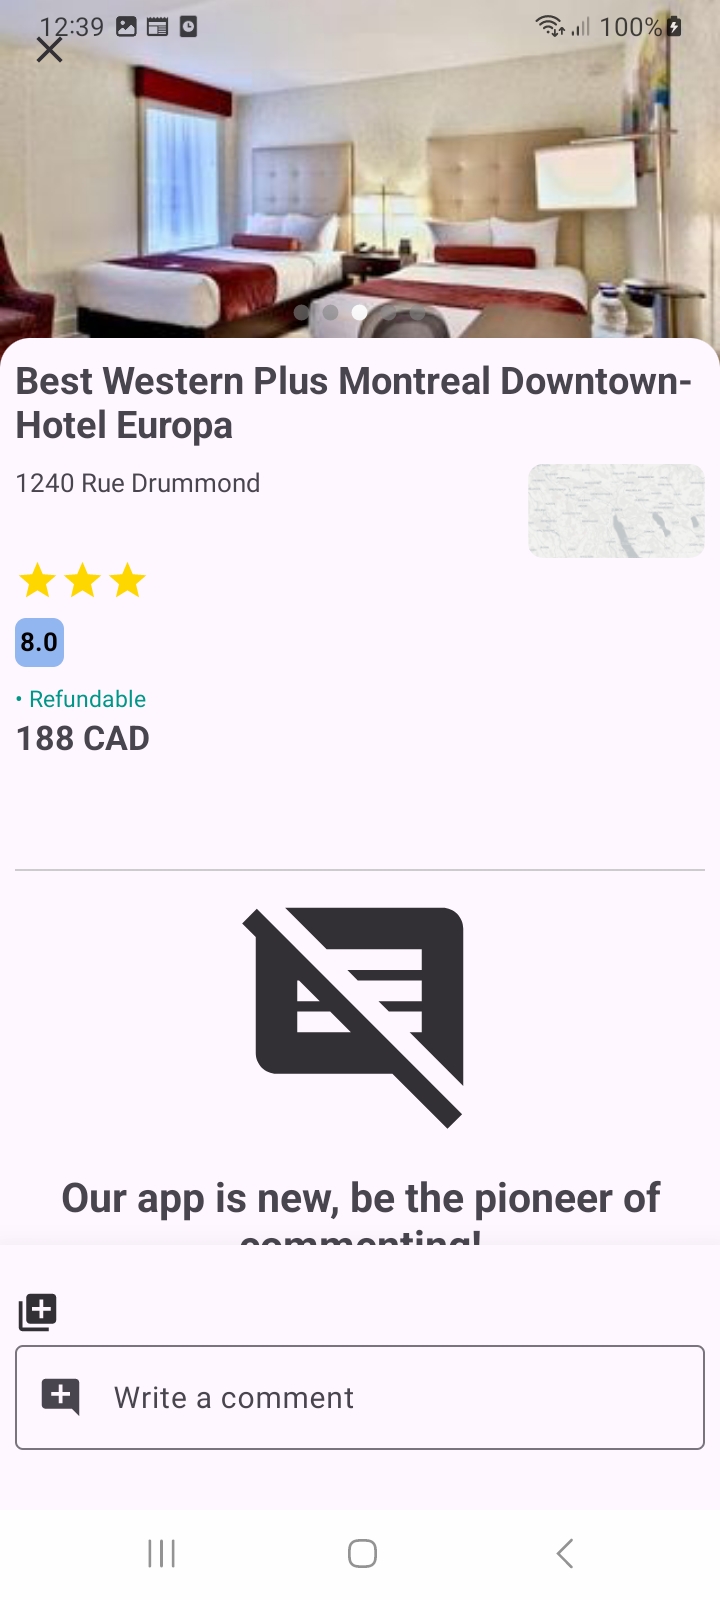 12:39 100%
Best Western Plus Montreal Downtown-
Hotel Europa
1240 Rue Drummond
8.0
• Refundable
188 CAD
Our app is new, be the pioneer of
commenting!
Write a comment